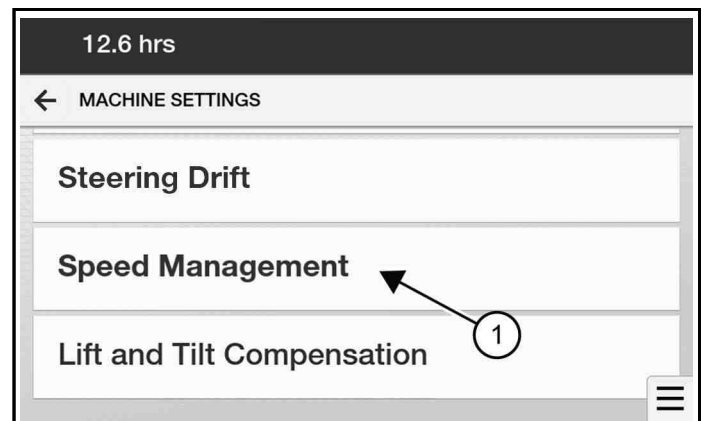 12.6 hrs
MACHINE SETTINGS
Steering Drift
Speed Management
1
Lift and Tilt Compensation